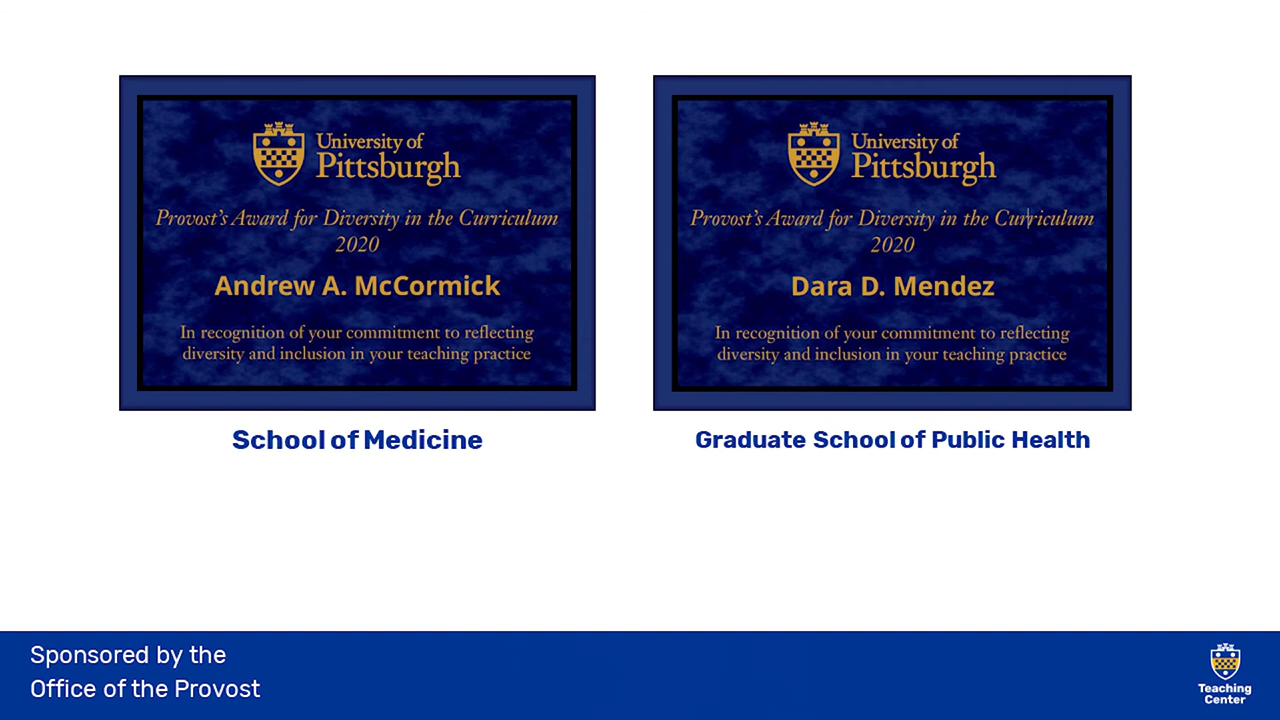 University of
Pittsburgh
Provost's Award for Diversity in the Curriculum
2020
Andrew A. McCormick
In recognition of your commitment to reflecting
diversity and inclusion in your teaching practice
School of Medicine
University of
Pittsburgh
Provost's Award for Diversity in the Curriculum
2020
Dara D. Mendez
In recognition of your commitment to reflecting
diversity and inclusion in your teaching practice
Graduate School of Public Health
Sponsored by the
Office of the Provost
Teaching
Center